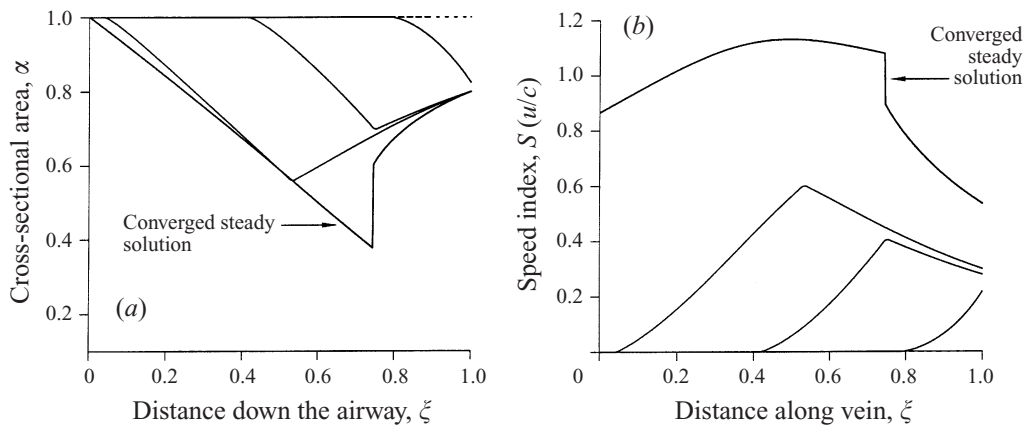 1.0
0.8
0.6
0.4
0.2
Cross-sectional area, α
Converged steady
solution
(a)
0
0.2
0.4
0.6
0.8
1.0
Distance down the airway, ξ
1.2
1.0
0.8
0.6
0.4
0.2
0
Speed index, S (u/c)
(b)
Converged
steady
solution
0.2
0.4
0.6
0.8
1.0
Distance along vein, ξ